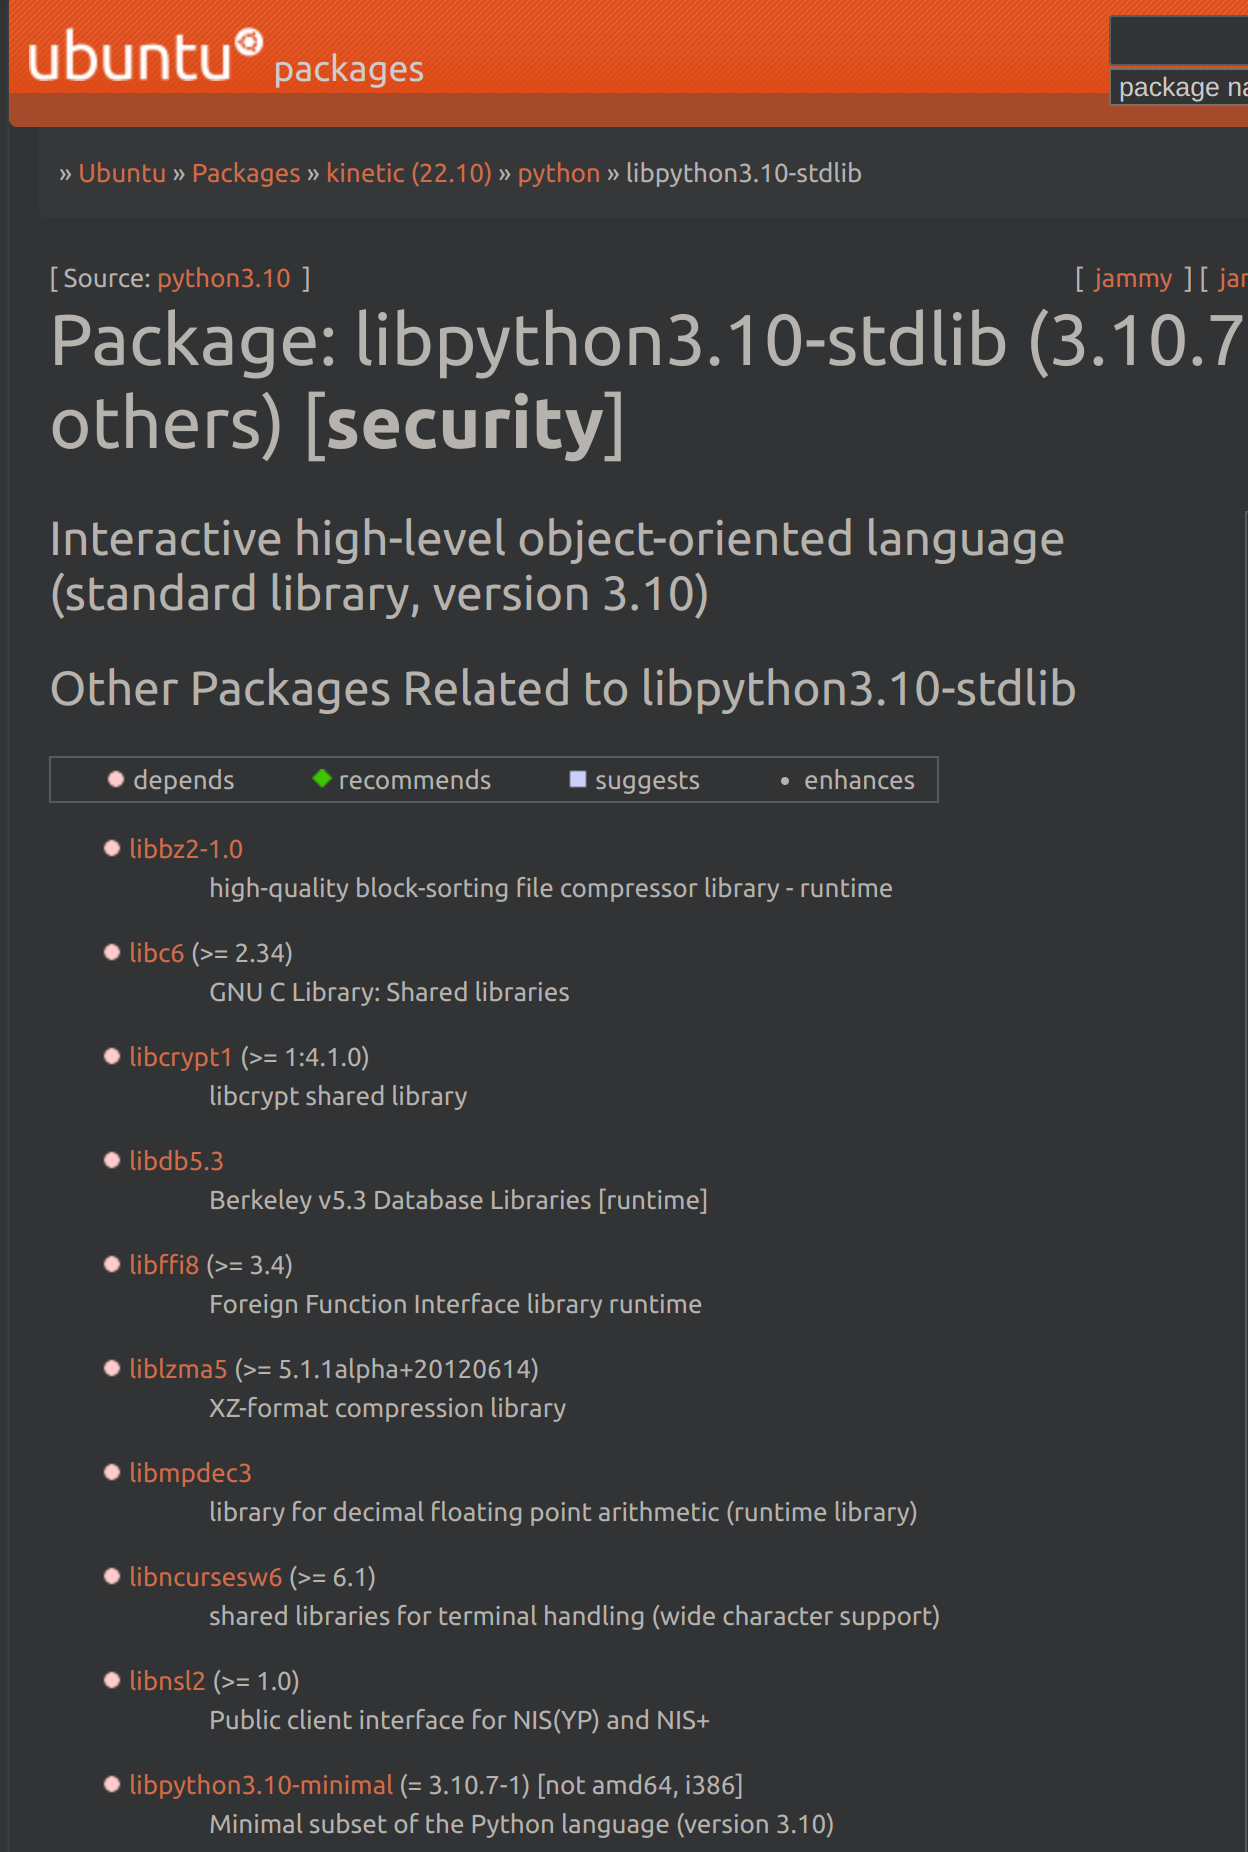 ubuntu packages
package na
» Ubuntu » Packages » kinetic (22.10) » python » libpython3.10-stdlib
[ Source: python3.10 ] [ jammy ] [ jam
Package: libpython3.10-stdlib (3.10.7
others) [security]
Interactive high-level object-oriented language
(standard library, version 3.10)
Other Packages Related to libpython3.10-stdlib
depends recommends suggests • enhances
libbz2-1.0
high-quality block-sorting file compressor library - runtime
libc6 (>= 2.34)
GNU C Library: Shared libraries
libcrypt1 (>= 1:4.1.0)
libcrypt shared library
libdb5.3
Berkeley v5.3 Database Libraries [runtime]
libffi8 (>= 3.4)
Foreign Function Interface library runtime
liblzma5 (>= 5.1.1alpha+20120614)
XZ-format compression library
libmpdec3
library for decimal floating point arithmetic (runtime library)
libncursesw6 (>= 6.1)
shared libraries for terminal handling (wide character support)
libnsl2 (>= 1.0)
Public client interface for NIS(YP) and NIS+
libpython3.10-minimal (= 3.10.7-1) [not amd64, i386]
Minimal subset of the Python language (version 3.10)